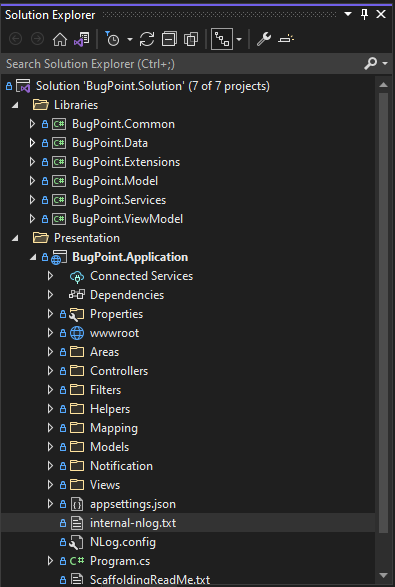 Solution Explorer
Search Solution Explorer (Ctrl+;)
Solution 'BugPoint.Solution' (7 of 7 projects)
Libraries
C# BugPoint.Common
C# BugPoint.Data
C# BugPoint.Extensions
C# BugPoint.Model
C# BugPoint.Services
C# BugPoint.ViewModel
Presentation
BugPoint.Application
Connected Services
Dependencies
Properties
wwwroot
Areas
Controllers
Filters
Helpers
Mapping
Models
Notification
Views
appsettings.json
internal-nlog.txt
NLog.config
C# Program.cs
ScaffoldingReadMe.txt